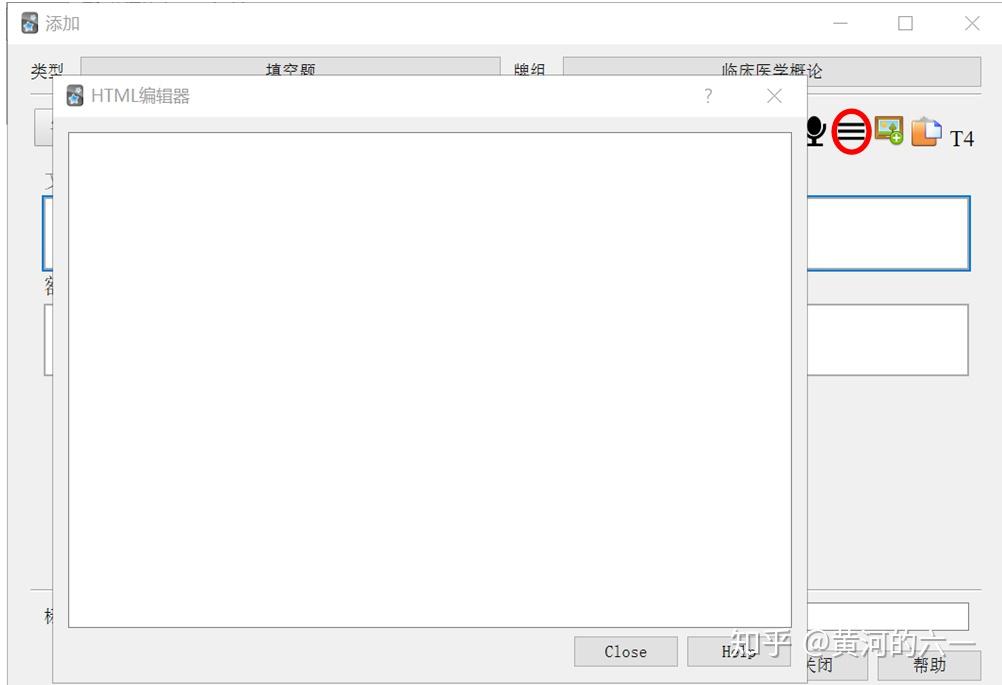 添加
类型 填空题 牌组 临床医学概论
HTML编辑器
?
T4
Close Help
关闭 帮助
知乎 @黄河的六一